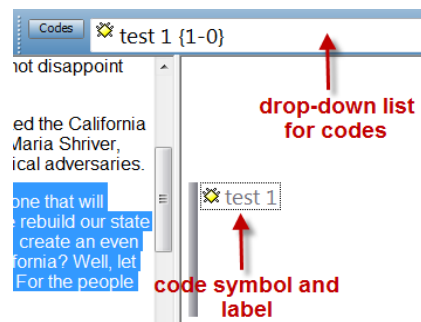 Codes test 1 {1-0}
not disappoint
drop-down list
for codes
ed the California
Maria Shriver,
ical adversaries.
one that will
rebuild our state
create an even
fornia? Well, let
For the people
test 1
code symbol and
label